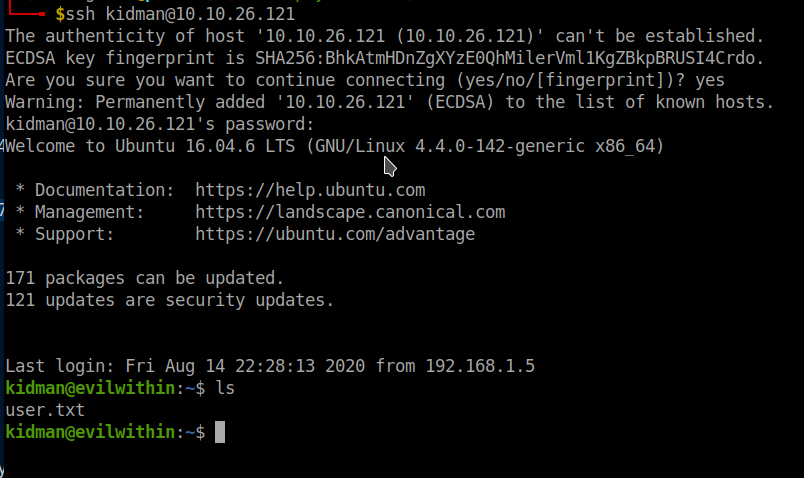 $ssh kidman@10.10.26.121
The authenticity of host '10.10.26.121 (10.10.26.121)' can't be established.
ECDSA key fingerprint is SHA256:BhkAtmHDnZgXYzE0QhMilerVml1KgZBkpBRUSI4Crdo.
Are you sure you want to continue connecting (yes/no/[fingerprint])? yes
Warning: Permanently added '10.10.26.121' (ECDSA) to the list of known hosts.
kidman@10.10.26.121's password:
Welcome to Ubuntu 16.04.6 LTS (GNU/Linux 4.4.0-142-generic x86_64)
* Documentation:  https://help.ubuntu.com
* Management:     https://landscape.canonical.com
* Support:        https://ubuntu.com/advantage
171 packages can be updated.
121 updates are security updates.
Last login: Fri Aug 14 22:28:13 2020 from 192.168.1.5
kidman@evilwithin:~$ ls
user.txt
kidman@evilwithin:~$